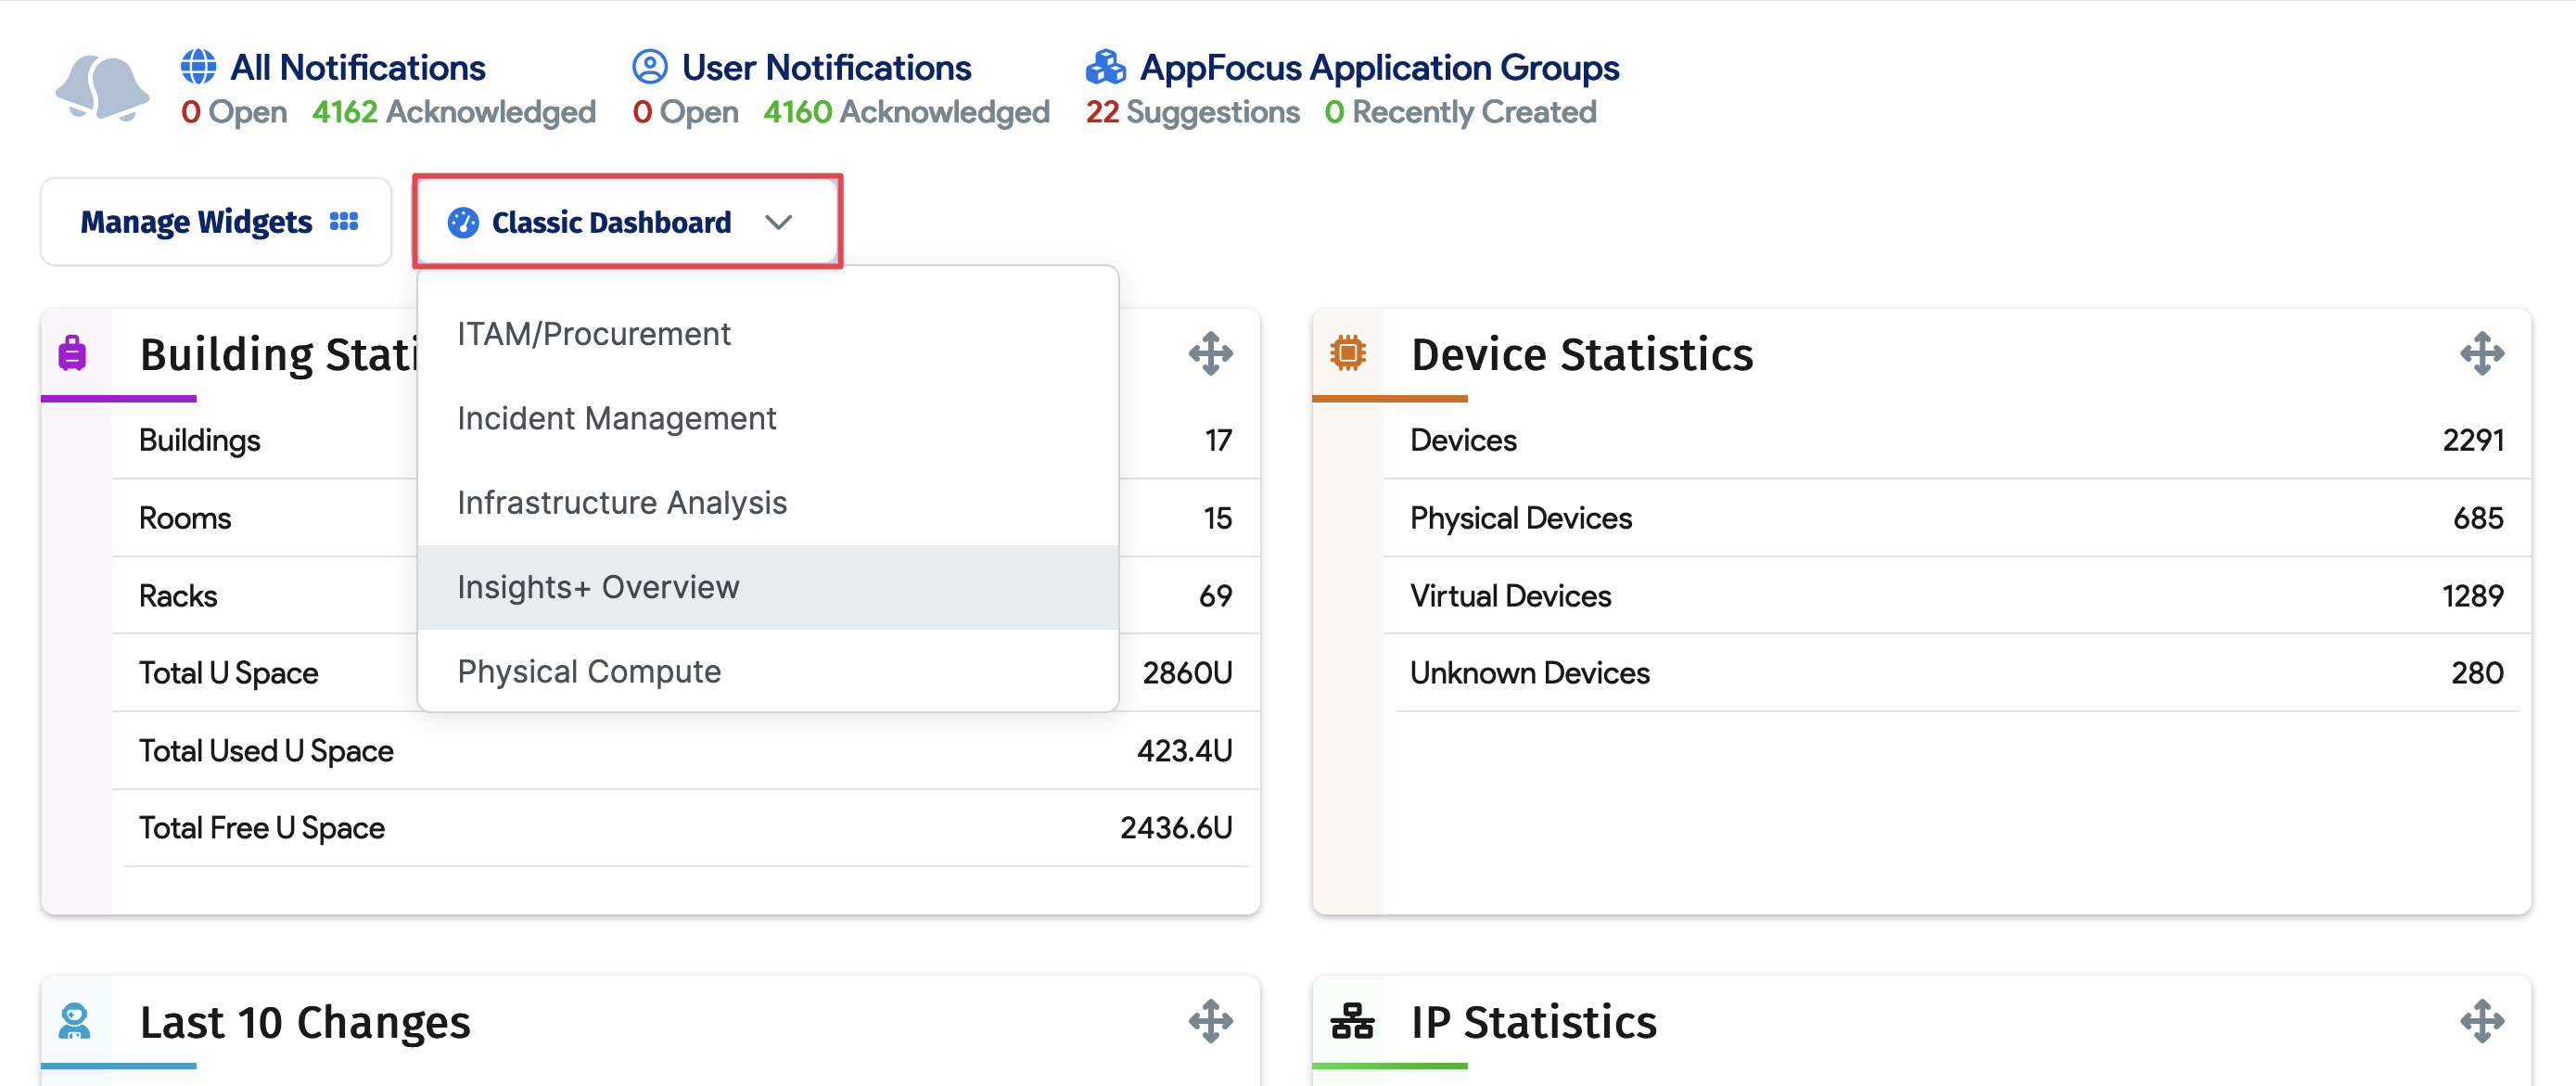 All Notifications
0 Open 4162 Acknowledged
User Notifications
0 Open 4160 Acknowledged
AppFocus Application Groups
22 Suggestions 0 Recently Created
Manage Widgets
Classic Dashboard
ITAM/Procurement
Incident Management
Infrastructure Analysis
Insights+ Overview
Physical Compute
Building Stati
Buildings 17
Rooms 15
Racks 69
Total U Space 2860U
Total Used U Space 423.4U
Total Free U Space 2436.6U
Device Statistics
Devices 2291
Physical Devices 685
Virtual Devices 1289
Unknown Devices 280
Last 10 Changes
IP Statistics